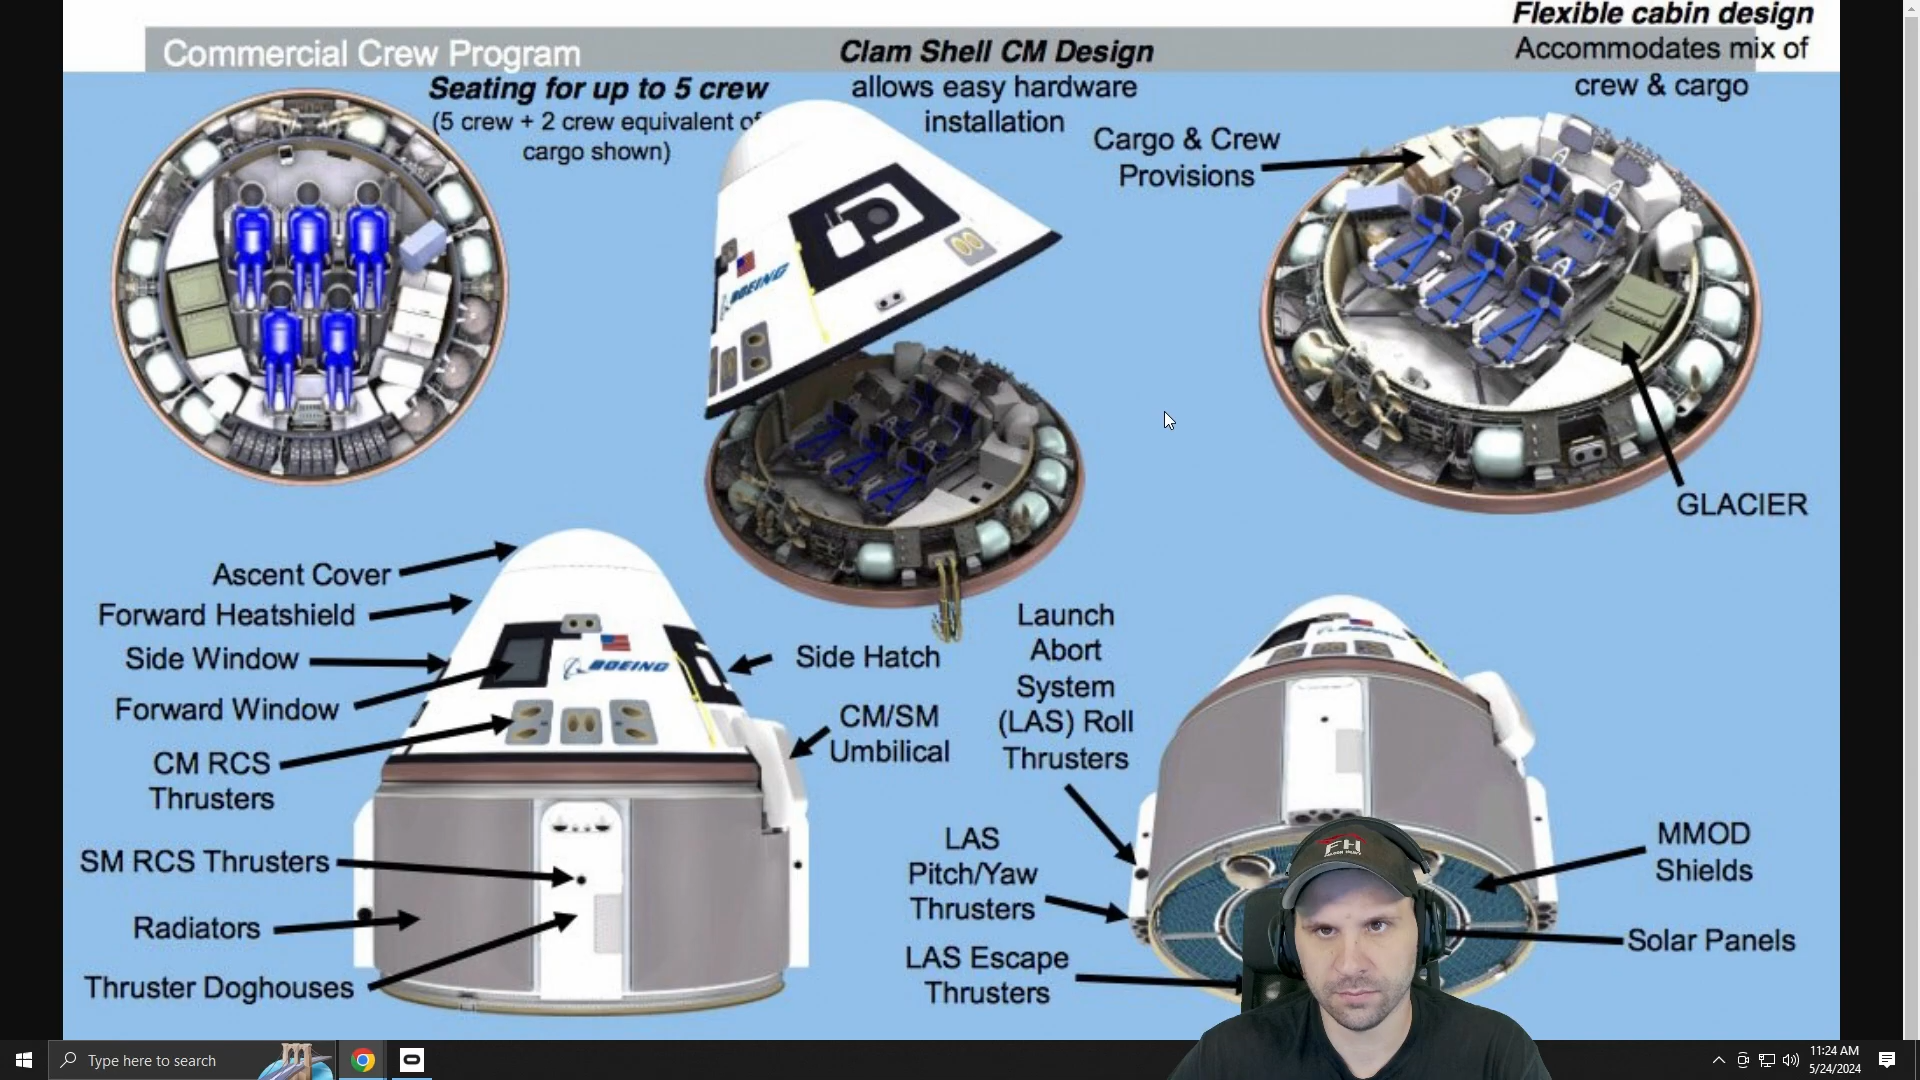 Commercial Crew Program
Seating for up to 5 crew
(5 crew + 2 crew equivalent of
cargo shown)
Clam Shell CM Design
allows easy hardware
installation
Flexible cabin design
Accommodates mix of
crew & cargo
Cargo & Crew
Provisions
GLACIER
BOEING
Ascent Cover
Forward Heatshield
Side Window
Forward Window
CM RCS
Thrusters
SM RCS Thrusters
Radiators
Thruster Doghouses
BOEING
Side Hatch
CM/SM
Umbilical
Launch
Abort
System
(LAS) Roll
Thrusters
LAS
Pitch/Yaw
Thrusters
LAS Escape
Thrusters
MMOD
Shields
Solar Panels
FH
Type here to search
11:24 AM
5/24/2024